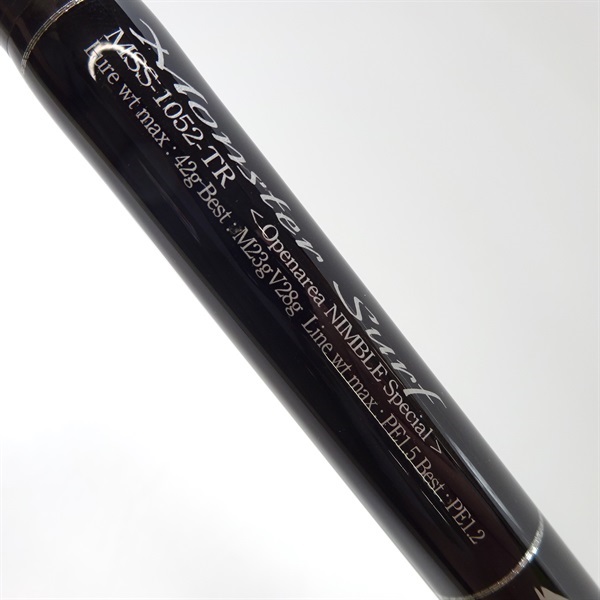 Monster Surf
MSS-1052-TR <Openarea NIMBLE Special>
Lure wt max : 42g Best : M23g V28g Line wt max : PE1.5 Best : PE1.2